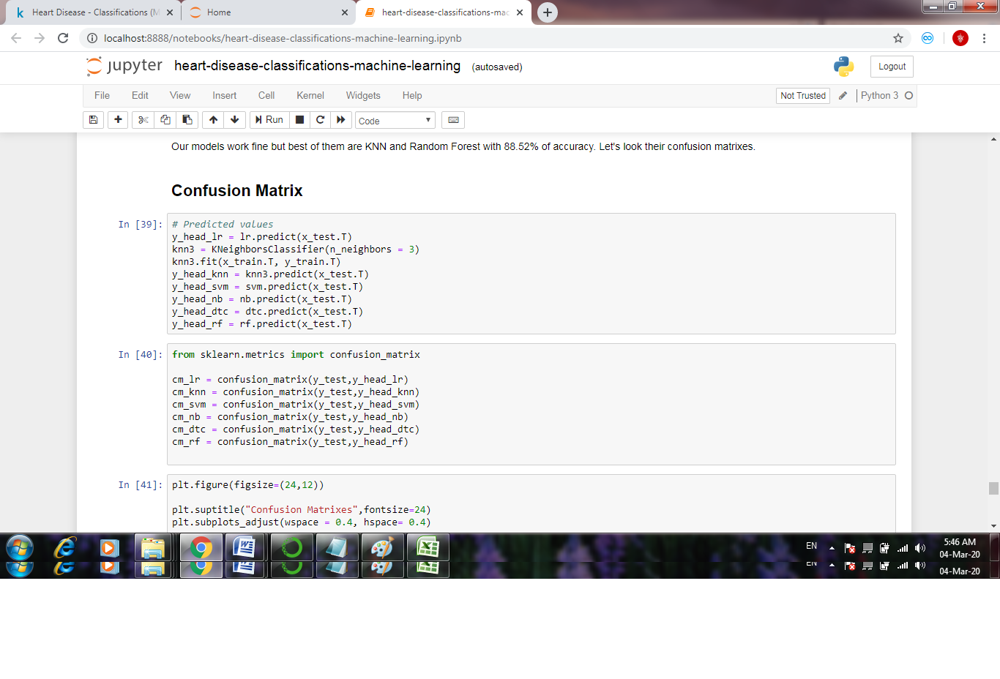 Heart Disease - Classifications (M
Home
heart-disease-classifications-mac
localhost:8888/notebooks/heart-disease-classifications-machine-learning.ipynb
jupyter heart-disease-classifications-machine-learning (autosaved)
Logout
File Edit View Insert Cell Kernel Widgets Help
Not Trusted
Python 3
Run
Code
Our models work fine but best of them are KNN and Random Forest with 88.52% of accuracy. Let's look their confusion matrixes.
Confusion Matrix
In [39]:
# Predicted values
y_head_lr = lr.predict(x_test.T)
knn3 = KNeighborsClassifier(n_neighbors = 3)
knn3.fit(x_train.T, y_train.T)
y_head_knn = knn3.predict(x_test.T)
y_head_svm = svm.predict(x_test.T)
y_head_nb = nb.predict(x_test.T)
y_head_dtc = dtc.predict(x_test.T)
y_head_rf = rf.predict(x_test.T)
In [40]:
from sklearn.metrics import confusion_matrix
cm_lr = confusion_matrix(y_test,y_head_lr)
cm_knn = confusion_matrix(y_test,y_head_knn)
cm_svm = confusion_matrix(y_test,y_head_svm)
cm_nb = confusion_matrix(y_test,y_head_nb)
cm_dtc = confusion_matrix(y_test,y_head_dtc)
cm_rf = confusion_matrix(y_test,y_head_rf)
In [41]:
plt.figure(figsize=(24,12))
plt.suptitle("Confusion Matrixes",fontsize=24)
plt.subplots_adjust(wspace = 0.4, hspace= 0.4)
EN
5:46 AM
04-Mar-20
EN
04-Mar-20